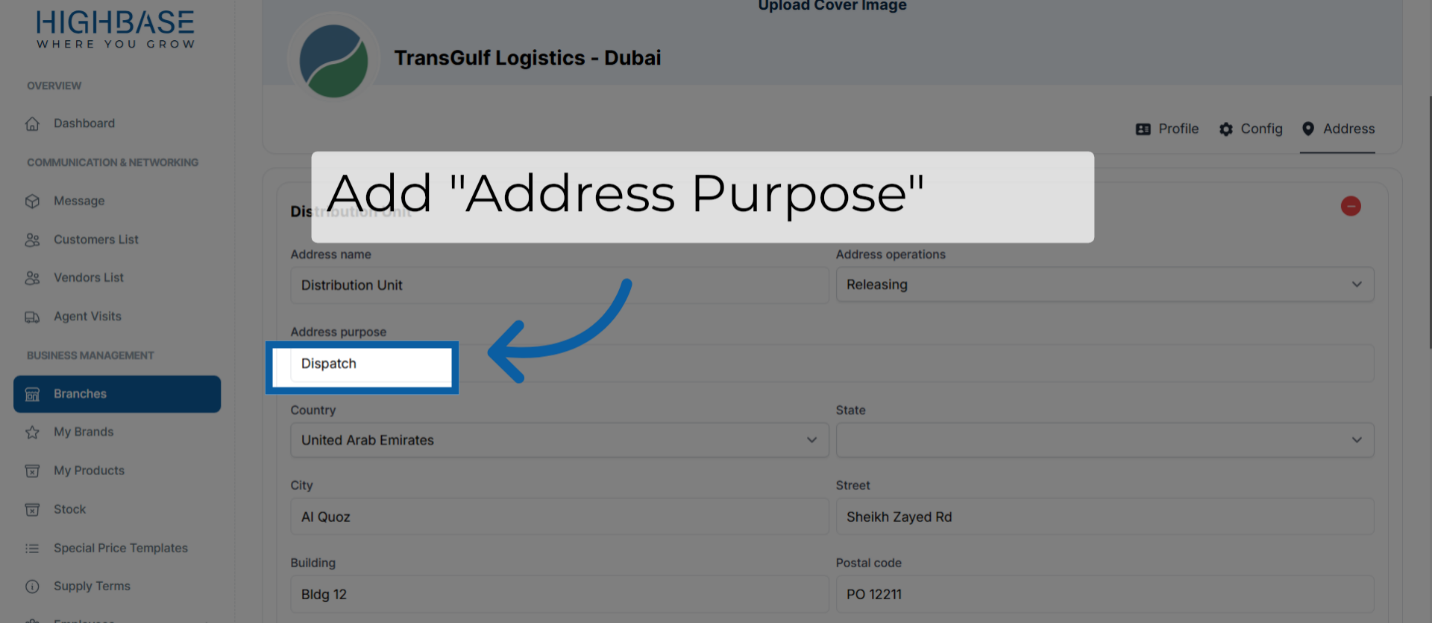 HIGHBASE
WHERE YOU GROW
OVERVIEW
Dashboard
COMMUNICATION & NETWORKING
Message
Customers List
Vendors List
Agent Visits
BUSINESS MANAGEMENT
Branches
My Brands
My Products
Stock
Special Price Templates
Supply Terms
Employees
Upload Cover Image
TransGulf Logistics - Dubai
Profile Config Address
Add "Address Purpose"
Distribution Unit
Address name Address operations
Distribution Unit Releasing
Address purpose
Dispatch
Country State
United Arab Emirates
City Street
Al Quoz Sheikh Zayed Rd
Building Postal code
Bldg 12 PO 12211